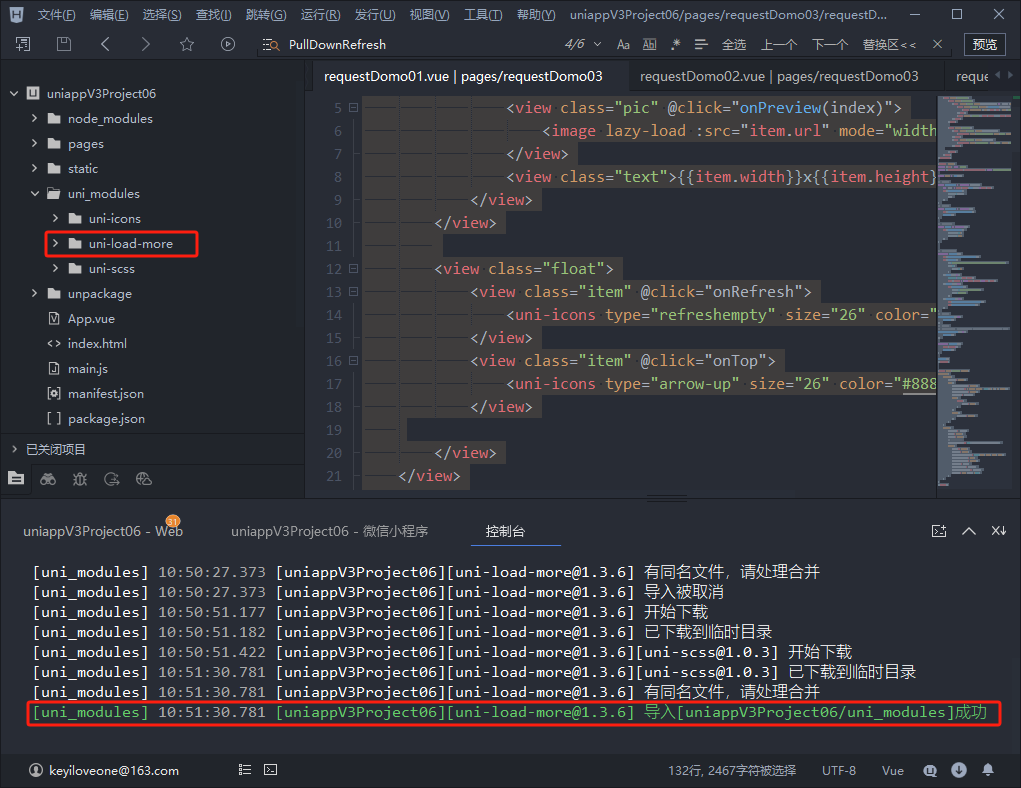 文件(F) 编辑(E) 选择(S) 查找(I) 跳转(G) 运行(R) 发行(U) 视图(V) 工具(T) 帮助(Y) uniappV3Project06/pages/requestDomo03/requestD...
PullDownRefresh 4/6 Aa Ab .* 全选 上一个 下一个 替换区<< 预览
requestDomo01.vue | pages/requestDomo03 requestDomo02.vue | pages/requestDomo03 reque
uniappV3Project06
node_modules
pages
static
uni_modules
uni-icons
uni-load-more
uni-scss
unpackage
App.vue
index.html
main.js
manifest.json
package.json
已关闭项目
5 <view class="pic" @click="onPreview(index)">
6 <image lazy-load :src="item.url" mode="width
7 </view>
8 <view class="text">{{item.width}}x{{item.height}
9 </view>
10 </view>
11
12 <view class="float">
13 <view class="item" @click="onRefresh">
14 <uni-icons type="refreshempty" size="26" color="
15 </view>
16 <view class="item" @click="onTop">
17 <uni-icons type="arrow-up" size="26" color="#888
18 </view>
19
20 </view>
21 </view>
uniappV3Project06 - Web 31 uniappV3Project06 - 微信小程序 控制台
[uni_modules] 10:50:27.373 [uniappV3Project06][uni-load-more@1.3.6] 有同名文件，请处理合并
[uni_modules] 10:50:27.373 [uniappV3Project06][uni-load-more@1.3.6] 导入被取消
[uni_modules] 10:50:51.177 [uniappV3Project06][uni-load-more@1.3.6] 开始下载
[uni_modules] 10:50:51.182 [uniappV3Project06][uni-load-more@1.3.6] 已下载到临时目录
[uni_modules] 10:50:51.422 [uniappV3Project06][uni-load-more@1.3.6][uni-scss@1.0.3] 开始下载
[uni_modules] 10:51:30.781 [uniappV3Project06][uni-load-more@1.3.6][uni-scss@1.0.3] 已下载到临时目录
[uni_modules] 10:51:30.781 [uniappV3Project06][uni-load-more@1.3.6] 有同名文件，请处理合并
[uni_modules] 10:51:30.781 [uniappV3Project06][uni-load-more@1.3.6] 导入[uniappV3Project06/uni_modules]成功
keyiloveone@163.com 132行, 2467字符被选择 UTF-8 Vue